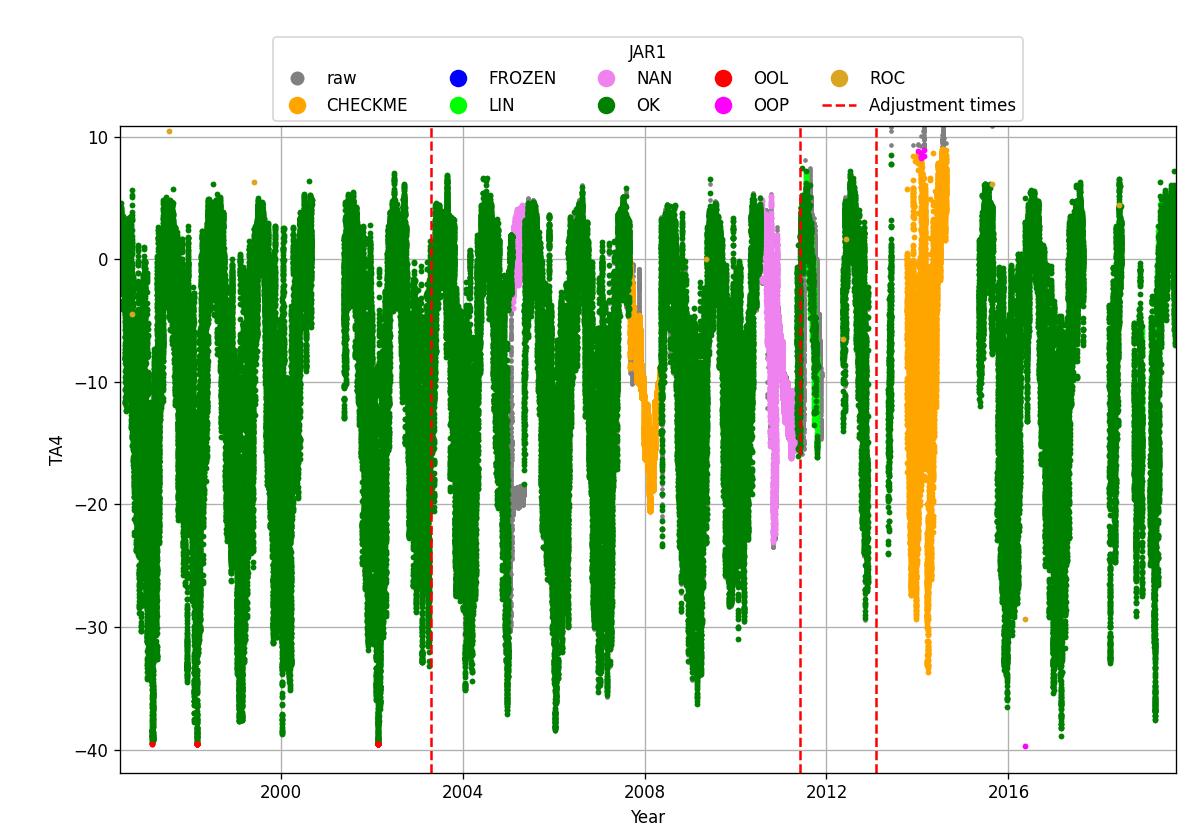 JAR1
raw FROZEN NAN OOL ROC
CHECKME LIN OK OOP Adjustment times
10
0
−10
−20
−30
−40
TA4
2000 2004 2008 2012 2016
Year